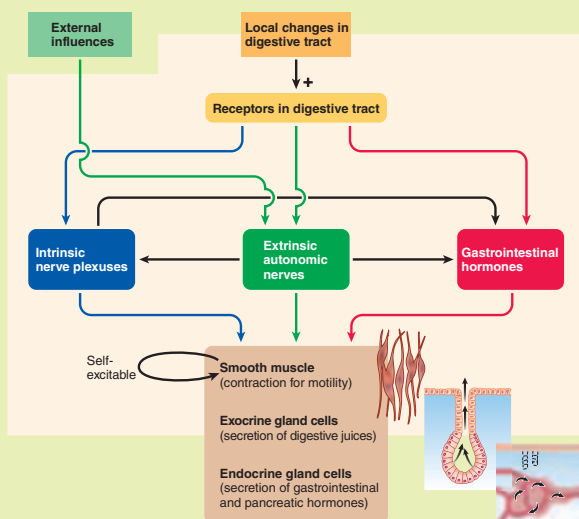 External
influences
Local changes in
digestive tract
+
Receptors in digestive tract
Intrinsic
nerve plexuses
Extrinsic
autonomic
nerves
Gastrointestinal
hormones
Self-
excitable
Smooth muscle
(contraction for motility)
Exocrine gland cells
(secretion of digestive juices)
Endocrine gland cells
(secretion of gastrointestinal
and pancreatic hormones)